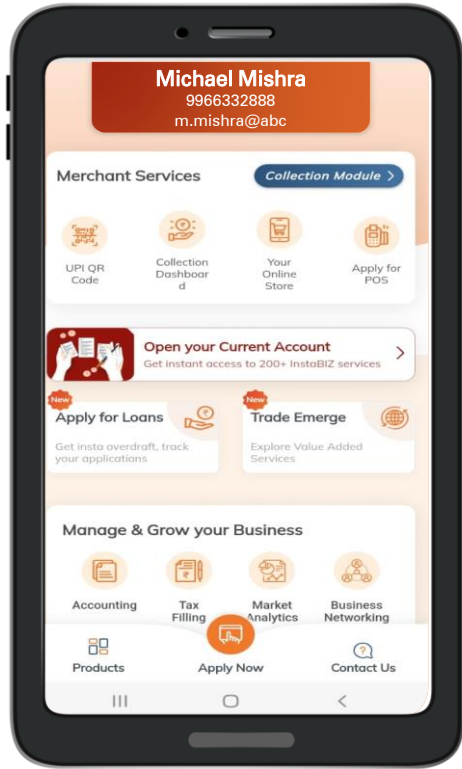 Michael Mishra
9966332888
m.mishra@abc
Merchant Services
Collection Module >
UPI QR
Code
Collection
Dashboar
d
Your
Online
Store
Apply for
POS
Open your Current Account
Get instant access to 200+ InstaBIZ services
New
Apply for Loans
Get insta overdraft, track
your applications
New
Trade Emerge
Explore Value Added
Services
Manage & Grow your Business
Accounting
Tax
Filling
Market
Analytics
Business
Networking
Products
Apply Now
Contact Us